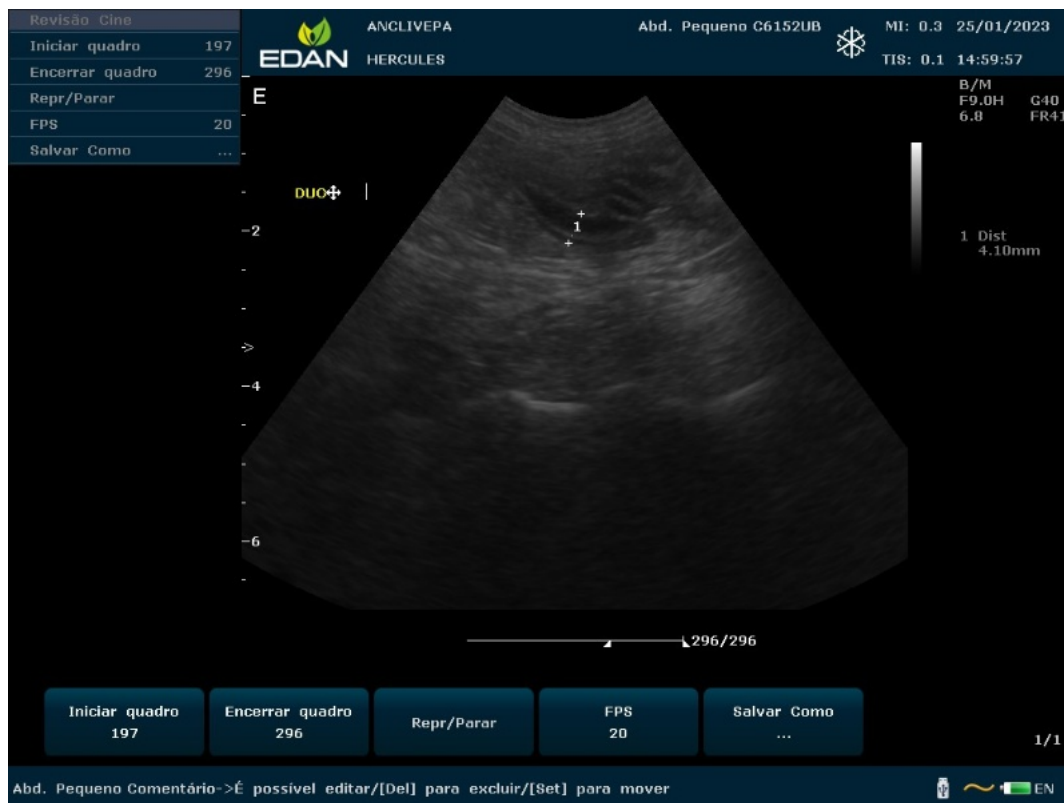 Revisão Cine
Iniciar quadro 197
Encerrar quadro 296
Repr/Parar
FPS 20
Salvar Como ...
EDAN
ANCLIVEPA
HERCULES
Abd. Pequeno C6152UB
MI: 0.3 25/01/2023
TIS: 0.1 14:59:57
B/M
F9.0H G40
6.8 FR41
E
DUO
1
-2
-4
-6
1 Dist
4.10mm
296/296
Iniciar quadro
197
Encerrar quadro
296
Repr/Parar
FPS
20
Salvar Como
...
1/1
Abd. Pequeno Comentário->É possível editar/[Del] para excluir/[Set] para mover
EN